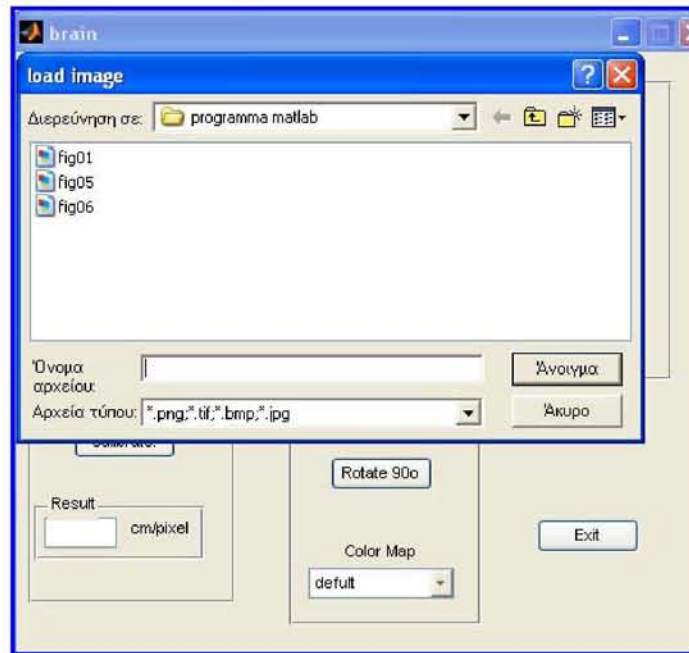 brain
load image
Διερεύνηση σε: programma matlab
fig01
fig05
fig06
Όνομα
αρχείου:
Άνοιγμα
Αρχεία τύπου: *.png;*.tif;*.bmp;*.jpg
Άκυρο
Rotate 90o
Result
cm/pixel
Exit
Color Map
defult